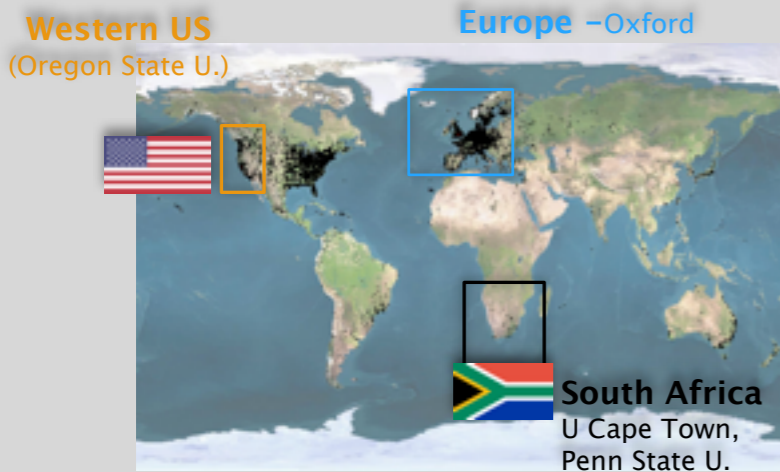 Western US
(Oregon State U.)
Europe –Oxford
South Africa
U Cape Town,
Penn State U.